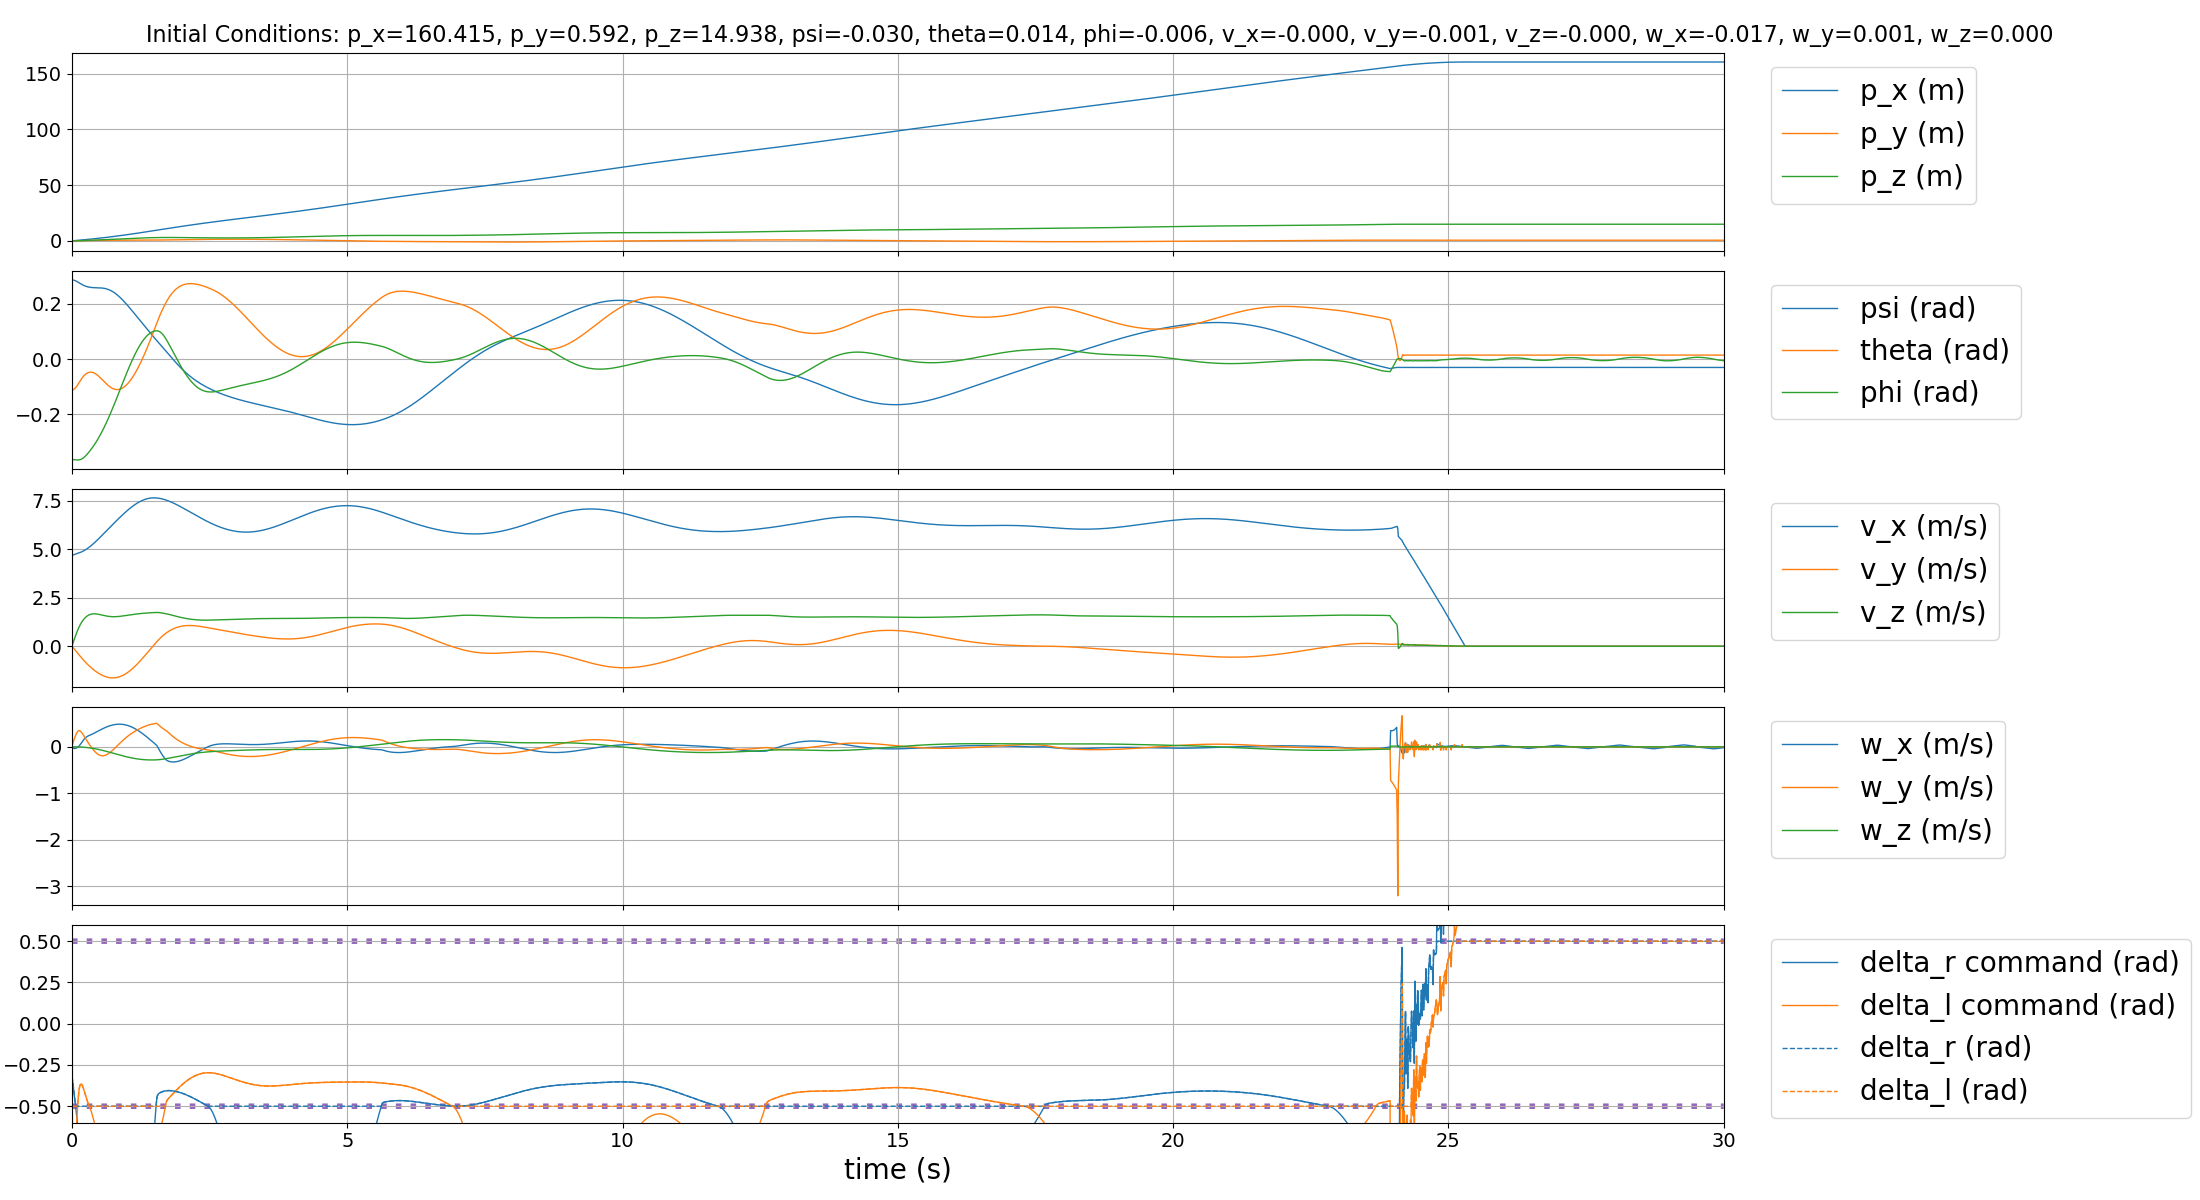 Initial Conditions: p_x=160.415, p_y=0.592, p_z=14.938, psi=-0.030, theta=0.014, phi=-0.006, v_x=-0.000, v_y=-0.001, v_z=-0.000, w_x=-0.017, w_y=0.001, w_z=0.000
150
100
50
0
p_x (m)
p_y (m)
p_z (m)
0.2
0.0
−0.2
psi (rad)
theta (rad)
phi (rad)
7.5
5.0
2.5
0.0
v_x (m/s)
v_y (m/s)
v_z (m/s)
0
−1
−2
−3
w_x (m/s)
w_y (m/s)
w_z (m/s)
0.50
0.25
0.00
−0.25
−0.50
delta_r command (rad)
delta_l command (rad)
delta_r (rad)
delta_l (rad)
0 5 10 15 20 25 30
time (s)